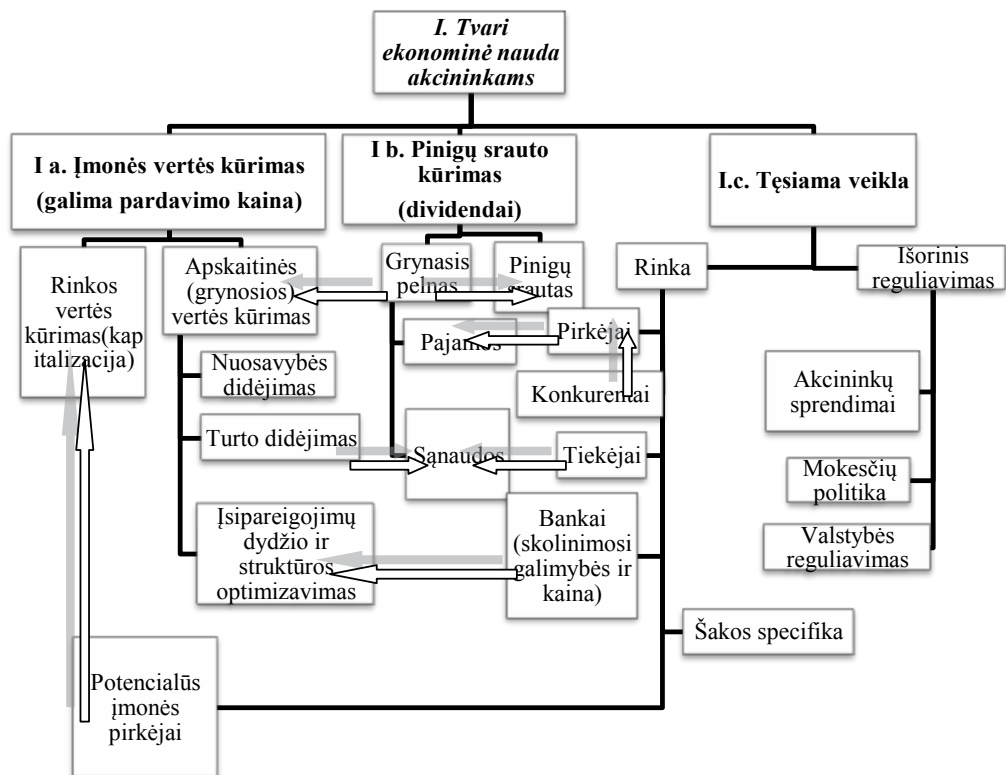 I. Tvari
ekonominė nauda
akcininkams
I a. Įmonės vertės kūrimas
(galima pardavimo kaina)
I b. Pinigų srauto
kūrimas
(dividendai)
I.c. Tęsiama veikla
Rinkos
vertės
kūrimas(kap
italizacija)
Apskaitinės
(grynosios)
vertės kūrimas
Nuosavybės
didėjimas
Turto didėjimas
Įsipareigojimų
dydžio ir
struktūros
optimizavimas
Grynasis
pelnas
Pinigų
srautas
Pajamos
Sąnaudos
Rinka
Pirkėjai
Konkurentai
Tiekėjai
Bankai
(skolinimosi
galimybės ir
kaina)
Šakos specifika
Potencialūs
įmonės
pirkėjai
Išorinis
reguliavimas
Akcininkų
sprendimai
Mokesčių
politika
Valstybės
reguliavimas